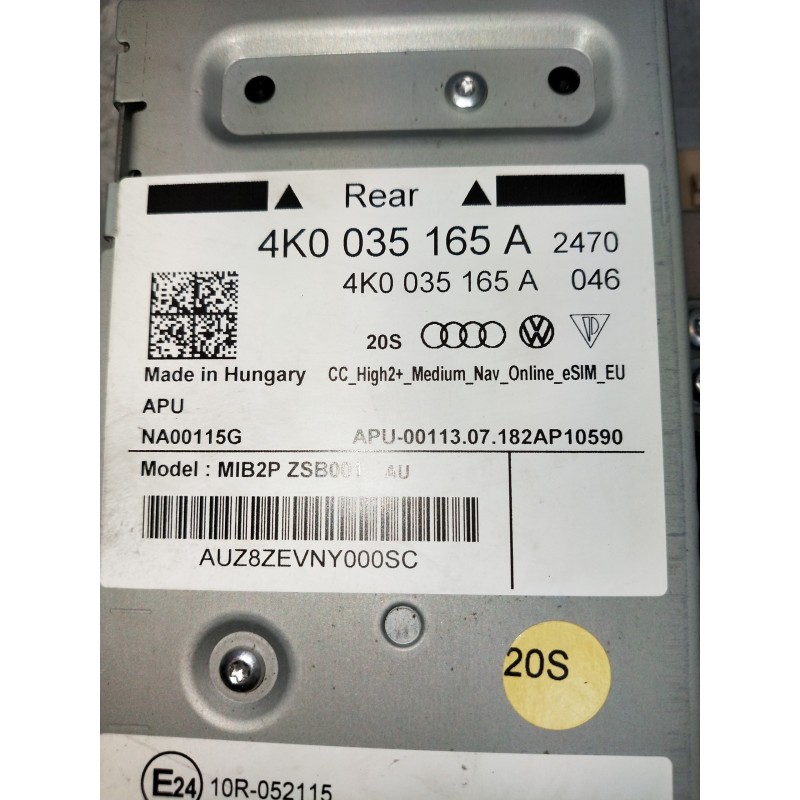 Rear
4K0 035 165 A 2470
4K0 035 165 A 046
20S
Made in Hungary CC_High2+_Medium_Nav_Online_eSIM_EU
APU
NA00115G APU-00113.07.182AP10590
Model : MIB2P ZSB001 AU
AUZ8ZEVNY000SC
20S
E24 10R-052115